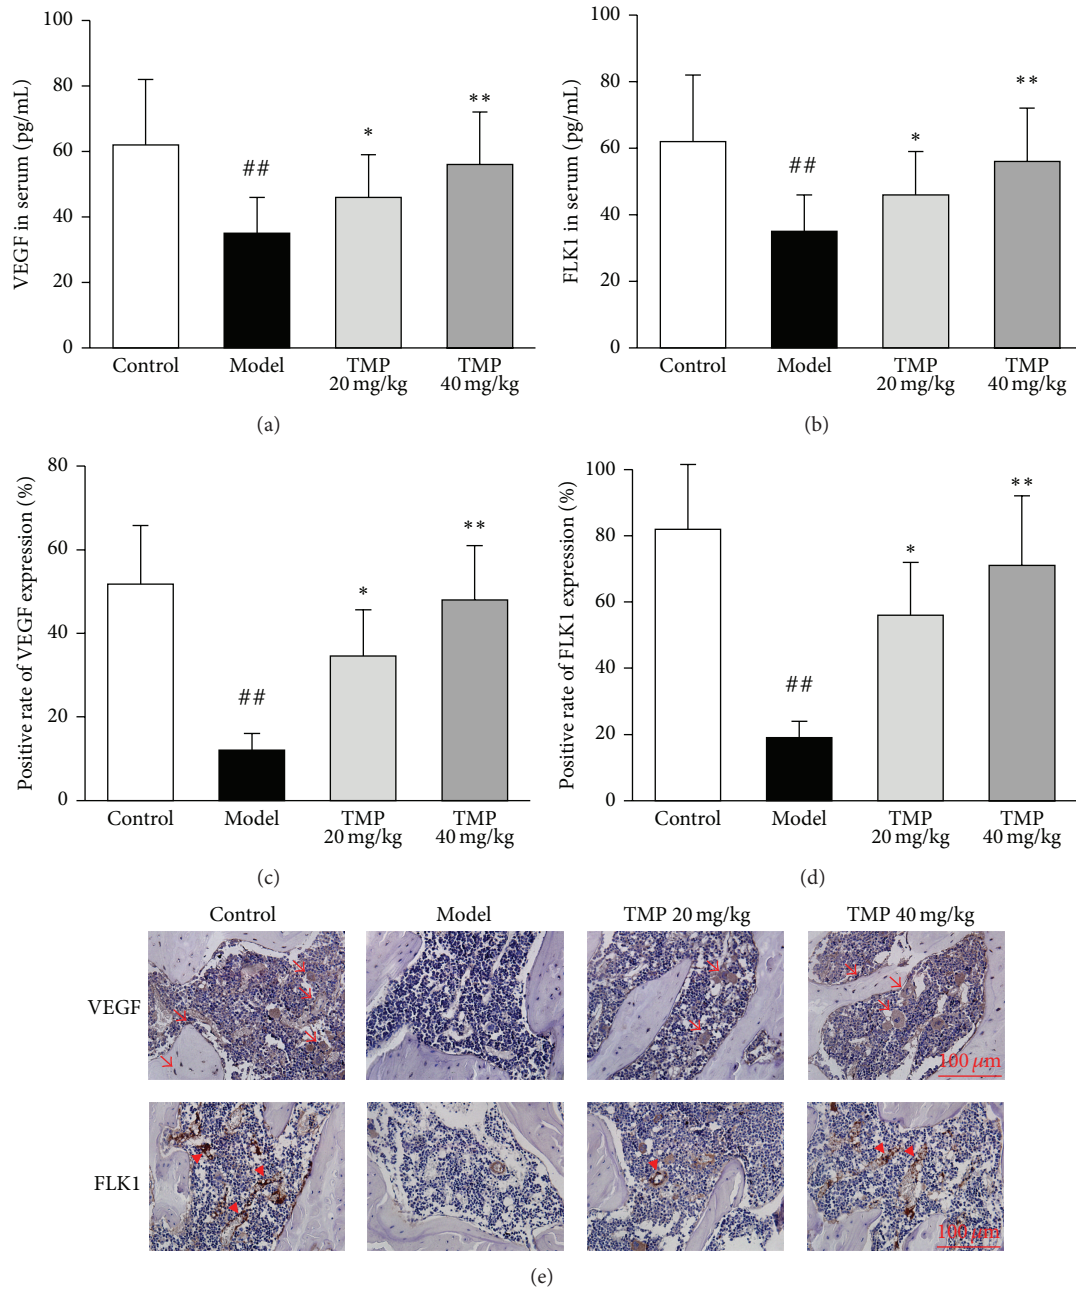 VEGF in serum (pg/mL)
100
80
60
40
20
0
##
*
**
Control
Model
TMP
20 mg/kg
TMP
40 mg/kg
(a)
FLK1 in serum (pg/mL)
100
80
60
40
20
0
##
*
**
Control
Model
TMP
20 mg/kg
TMP
40 mg/kg
(b)
Positive rate of VEGF expression (%)
80
60
40
20
0
##
*
**
Control
Model
TMP
20 mg/kg
TMP
40 mg/kg
(c)
Positive rate of FLK1 expression (%)
100
80
60
40
20
0
##
*
**
Control
Model
TMP
20 mg/kg
TMP
40 mg/kg
(d)
Control
Model
TMP 20 mg/kg
TMP 40 mg/kg
VEGF
100 μm
FLK1
100 μm
(e)